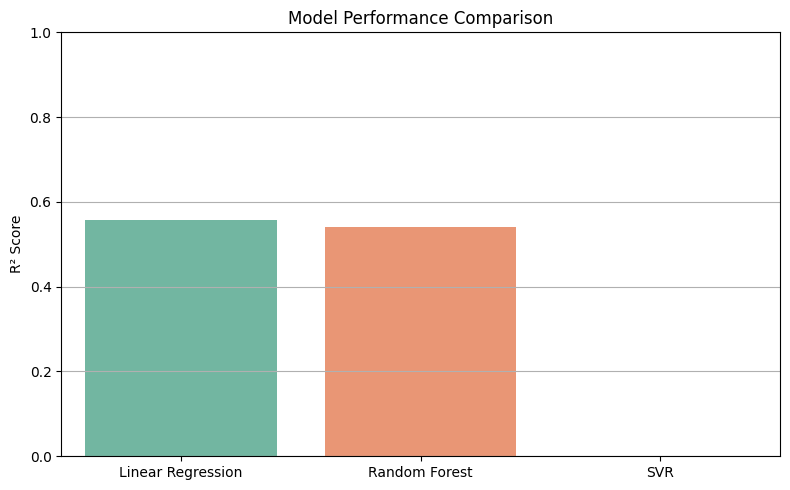 Model Performance Comparison
1.0
0.8
0.6
0.4
0.2
0.0
R² Score
Linear Regression
Random Forest
SVR